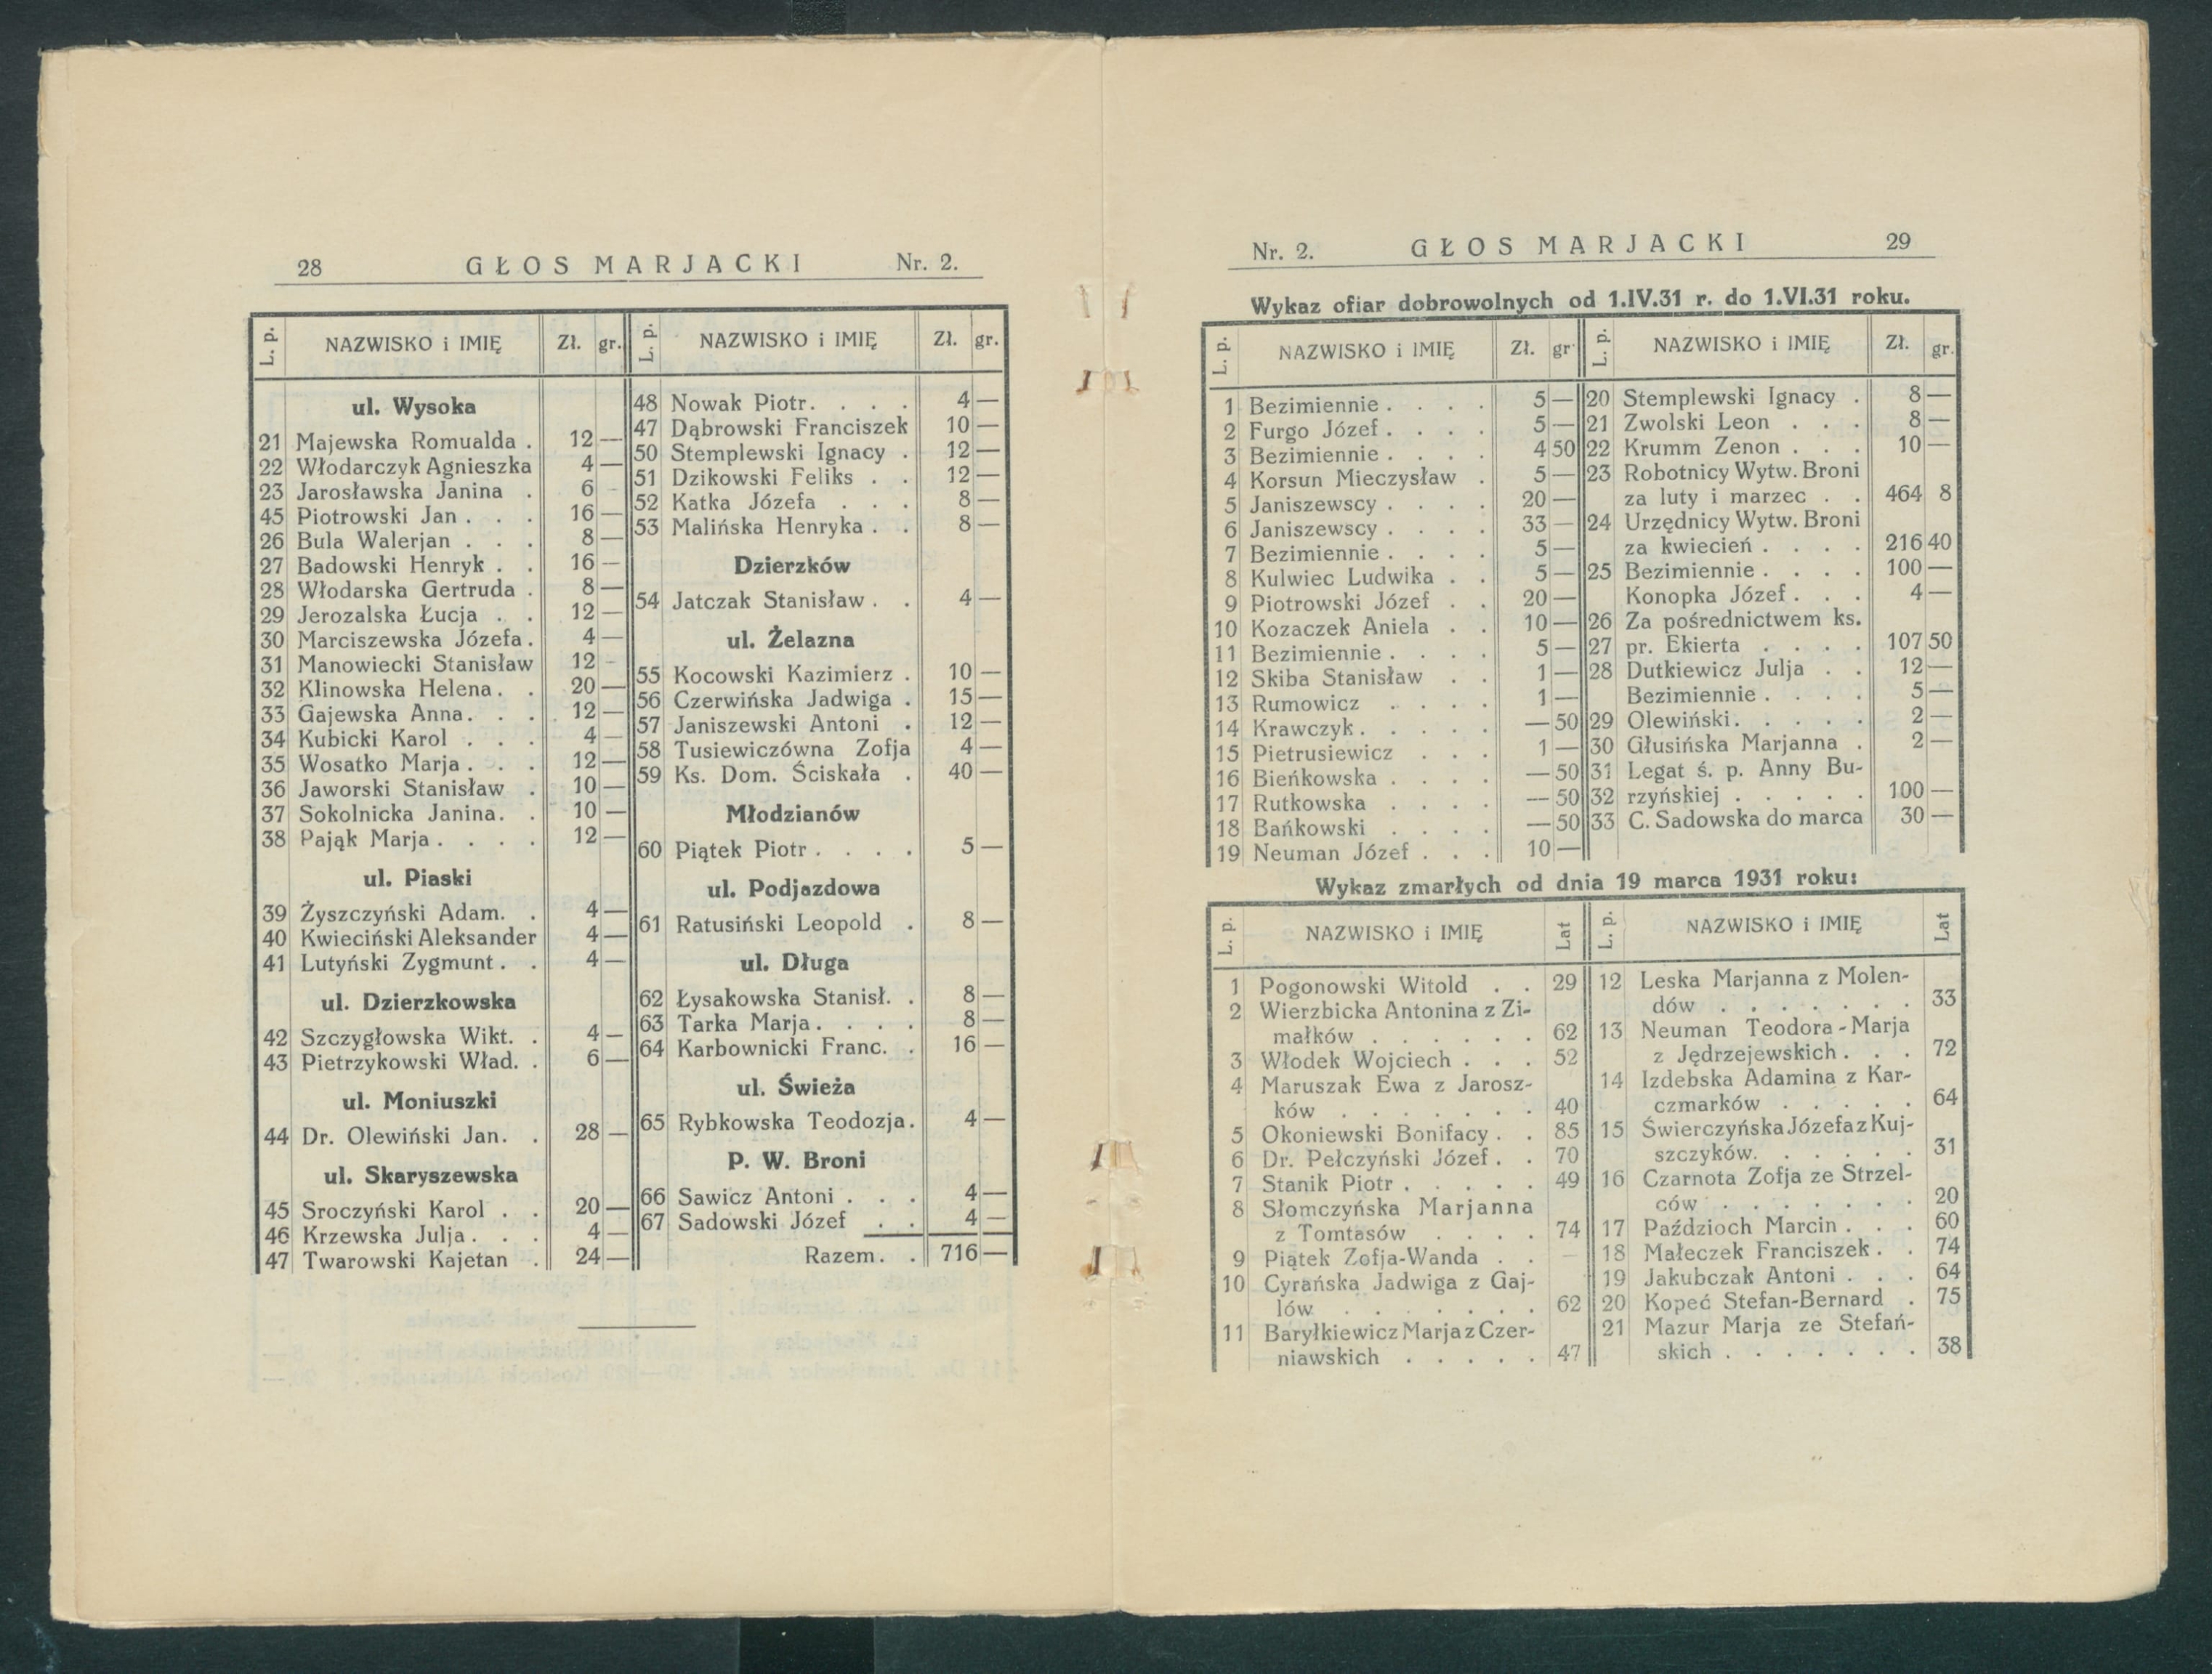 28 GŁOS MARJACKI Nr. 2.
L. p. NAZWISKO i IMIĘ Zł. gr.
ul. Wysoka
21 Majewska Romualda . 12 —
22 Włodarczyk Agnieszka 4 —
23 Jarosławska Janina . 6 -
45 Piotrowski Jan . . . 16 —
26 Bula Walerjan . . . 8 —
27 Badowski Henryk . . 16 —
28 Włodarska Gertruda . 8 —
29 Jerozalska Łucja . . 12 —
30 Marciszewska Józefa . 4 —
31 Manowiecki Stanisław 12 -
32 Klinowska Helena . . 20 —
33 Gajewska Anna . . . 12 —
34 Kubicki Karol . . . 4 —
35 Wosatko Marja . . . 12 —
36 Jaworski Stanisław . 10 —
37 Sokolnicka Janina . . 10 —
38 Pająk Marja . . . . 12 —
ul. Piaski
39 Żyszczyński Adam. . 4 —
40 Kwieciński Aleksander 4 —
41 Lutyński Zygmunt . . 4 —
ul. Dzierzkowska
42 Szczygłowska Wikt. . 4 —
43 Pietrzykowski Wład. . 6 —
ul. Moniuszki
44 Dr. Olewiński Jan. . 28 —
ul. Skaryszewska
45 Sroczyński Karol . . 20 —
46 Krzewska Julja . . . 4 —
47 Twarowski Kajetan . 24 —
L. p. NAZWISKO i IMIĘ Zł. gr.
48 Nowak Piotr . . . . 4 —
47 Dąbrowski Franciszek 10 —
50 Stemplewski Ignacy . 12 —
51 Dzikowski Feliks . . 12 —
52 Katka Józefa . . . 8 —
53 Malińska Henryka . . 8 —
Dzierzków
54 Jatczak Stanisław . . 4 —
ul. Żelazna
55 Kocowski Kazimierz . 10 —
56 Czerwińska Jadwiga . 15 —
57 Janiszewski Antoni . 12 —
58 Tusiewiczówna Zofja 4 —
59 Ks. Dom. Ściskała . 40 —
Młodzianów
60 Piątek Piotr . . . . 5 —
ul. Podjazdowa
61 Ratusiński Leopold . 8 —
ul. Długa
62 Łysakowska Stanisł. . 8 —
63 Tarka Marja . . . . 8 —
64 Karbownicki Franc. . 16 —
ul. Świeża
65 Rybkowska Teodozja . 4 —
P. W. Broni
66 Sawicz Antoni . . . 4 —
67 Sadowski Józef . . 4 —
Razem . . 716 —
Nr. 2. GŁOS MARJACKI 29
Wykaz ofiar dobrowolnych od 1.IV.31 r. do 1.VI.31 roku.
L. p. NAZWISKO i IMIĘ Zł. gr
1 Bezimiennie . . . . 5 —
2 Furgo Józef . . . . 5 —
3 Bezimiennie . . . . 4 50
4 Korsun Mieczysław . 5 —
5 Janiszewscy . . . . 20 —
6 Janiszewscy . . . . 33 —
7 Bezimiennie . . . . 5 —
8 Kulwiec Ludwika . . 5 —
9 Piotrowski Józef . . 20 —
10 Kozaczek Aniela . . 10 —
11 Bezimiennie . . . . 5 —
12 Skiba Stanisław . . 1 —
13 Rumowicz . . . . 1 —
14 Krawczyk . . . . . — 50
15 Pietrusiewicz . . . 1 —
16 Bieńkowska . . . . — 50
17 Rutkowska . . . . — 50
18 Bańkowski . . . . — 50
19 Neuman Józef . . . 10 —
L. p. NAZWISKO i IMIĘ Zł. gr.
20 Stemplewski Ignacy . 8 —
21 Zwolski Leon . . . 8 —
22 Krumm Zenon . . . 10 —
23 Robotnicy Wytw. Broni
za luty i marzec . . 464 8
24 Urzędnicy Wytw. Broni
za kwiecień . . . . 216 40
25 Bezimiennie . . . . 100 —
Konopka Józef . . . 4 —
26 Za pośrednictwem ks.
27 pr. Ekierta . . . . 107 50
28 Dutkiewicz Julja . . 12 —
Bezimiennie . . . . 5 —
29 Olewiński . . . . . 2 —
30 Głusińska Marjanna . 2 —
31 Legat ś. p. Anny Bu-
32 rzyńskiej . . . . . 100 —
33 C. Sadowska do marca 30 —
Wykaz zmarłych od dnia 19 marca 1931 roku:
L. p. NAZWISKO i IMIĘ Lat
1 Pogonowski Witold . . 29
2 Wierzbicka Antonina z Zi-
małków . . . . . . 62
3 Włodek Wojciech . . . 52
4 Maruszak Ewa z Jarosz-
ków . . . . . . . 40
5 Okoniewski Bonifacy . . 85
6 Dr. Pełczyński Józef . . 70
7 Stanik Piotr . . . . . 49
8 Słomczyńska Marjanna
z Tomtasów . . . . 74
9 Piątek Zofja-Wanda . . —
10 Cyrańska Jadwiga z Gaj-
lów . . . . . . . 62
11 Baryłkiewicz Marja z Czer-
niawskich . . . . . 47
L. p. NAZWISKO i IMIĘ Lat
12 Leska Marjanna z Molen-
dów . . . . . . . 33
13 Neuman Teodora-Marja
z Jędrzejewskich . . . 72
14 Izdebska Adamina z Kar-
czmarków . . . . . 64
15 Świerczyńska Józefa z Kuj-
szczyków. . . . . . 31
16 Czarnota Zofja ze Strzel-
ców . . . . . . . 20
17 Paździoch Marcin . . . 60
18 Małeczek Franciszek . . 74
19 Jakubczak Antoni . . . 64
20 Kopeć Stefan-Bernard . 75
21 Mazur Marja ze Stefań-
skich . . . . . . . 38